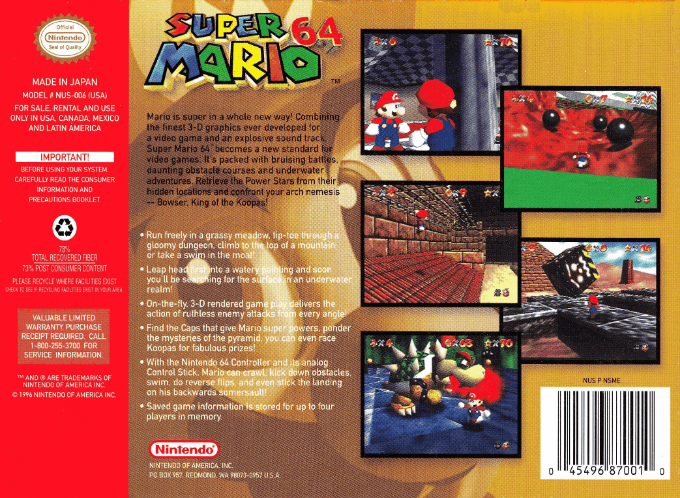 Official
Nintendo
Seal of Quality
MADE IN JAPAN
MODEL # NUS-006 (USA)
FOR SALE, RENTAL AND USE
ONLY IN USA, CANADA, MEXICO
AND LATIN AMERICA
IMPORTANT!
BEFORE USING YOUR SYSTEM,
CAREFULLY READ THE CONSUMER
INFORMATION AND
PRECAUTIONS BOOKLET.
78%
TOTAL RECOVERED FIBER
73% POST CONSUMER CONTENT
PLEASE RECYCLE WHERE FACILITIES EXIST
CHECK TO SEE IF RECYCLING FACILITIES EXIST IN YOUR AREA
VALUABLE LIMITED
WARRANTY. PURCHASE
RECEIPT REQUIRED. CALL
1-800-255-3700 FOR
SERVICE INFORMATION.
™ AND ® ARE TRADEMARKS OF
NINTENDO OF AMERICA INC.
© 1996 NINTENDO OF AMERICA INC.
SUPER
MARIO 64
TM
Mario is super in a whole new way! Combining
the finest 3-D graphics ever developed for
a video game and an explosive sound track,
Super Mario 64 becomes a new standard for
video games. It's packed with bruising battles,
daunting obstacle courses and underwater
adventures. Retrieve the Power Stars from their
hidden locations and confront your arch nemesis
-- Bowser, King of the Koopas!
• Run freely in a grassy meadow, tip-toe through a
gloomy dungeon, climb to the top of a mountain
or take a swim in the moat!
• Leap head first into a watery painting and soon
you'll be searching for the surface in an underwater
realm!
• On-the-fly, 3-D rendered game play delivers the
action of ruthless enemy attacks from every angle!
• Find the Caps that give Mario super powers, ponder
the mysteries of the pyramid, you can even race
Koopas for fabulous prizes!
• With the Nintendo 64 Controller and its analog
Control Stick, Mario can crawl, kick down obstacles,
swim, do reverse flips, and even stick the landing
on his backwards somersault!
• Saved game information is stored for up to four
players in memory.
Nintendo
NINTENDO OF AMERICA INC.
PO BOX 957, REDMOND, WA 98073-0957 U.S.A.
NUS P NSME
0 45496 87001 0